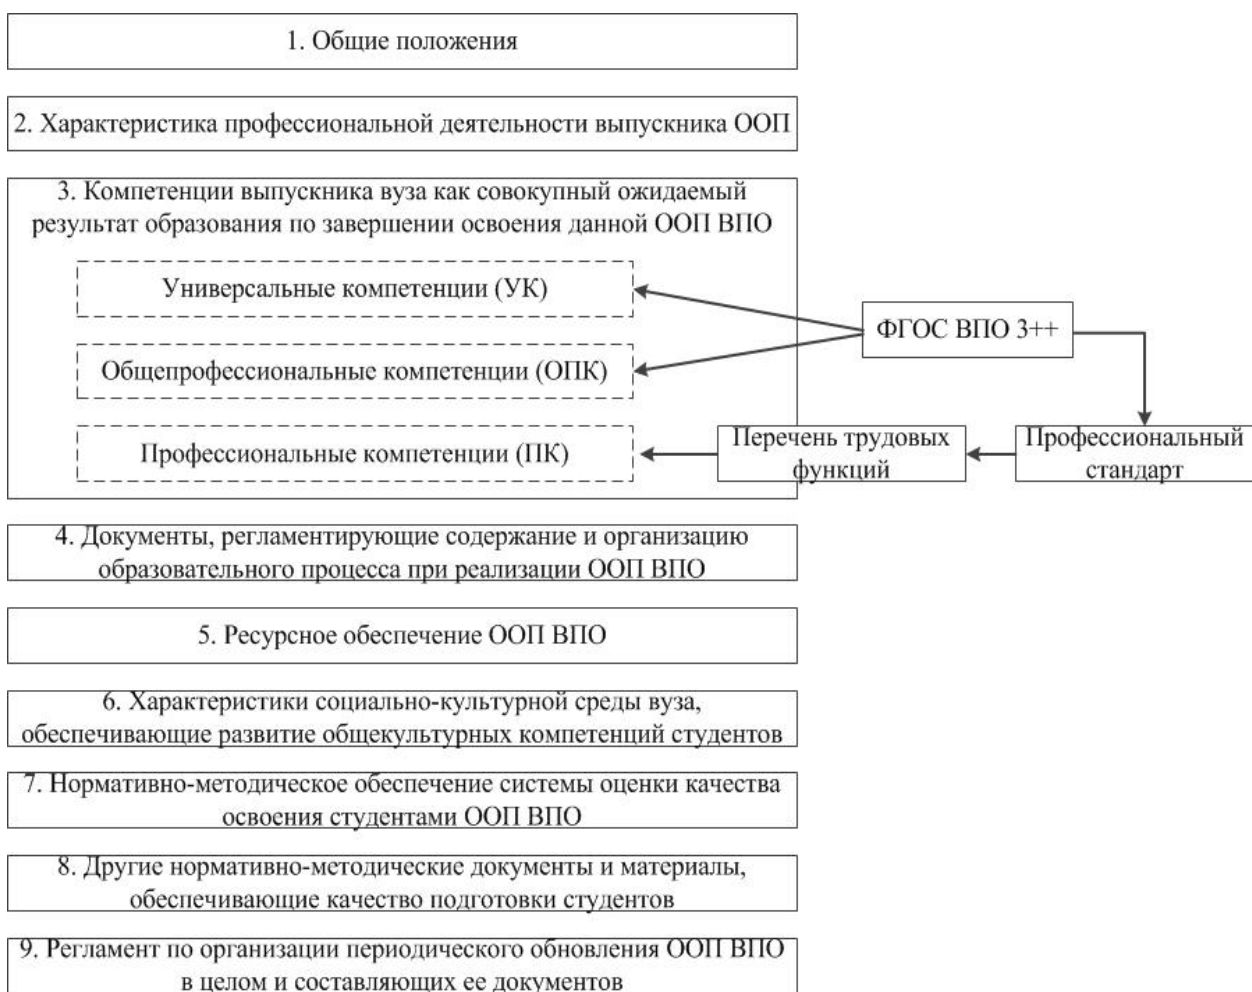 1. Общие положения
2. Характеристика профессиональной деятельности выпускника ООП
3. Компетенции выпускника вуза как совокупный ожидаемый
результат образования по завершении освоения данной ООП ВПО
Универсальные компетенции (УК)
ФГОС ВПО 3++
Общепрофессиональные компетенции (ОПК)
Профессиональные компетенции (ПК)
Перечень трудовых
функций
Профессиональный
стандарт
4. Документы, регламентирующие содержание и организацию
образовательного процесса при реализации ООП ВПО
5. Ресурсное обеспечение ООП ВПО
6. Характеристики социально-культурной среды вуза,
обеспечивающие развитие общекультурных компетенций студентов
7. Нормативно-методическое обеспечение системы оценки качества
освоения студентами ООП ВПО
8. Другие нормативно-методические документы и материалы,
обеспечивающие качество подготовки студентов
9. Регламент по организации периодического обновления ООП ВПО
в целом и составляющих ее документов